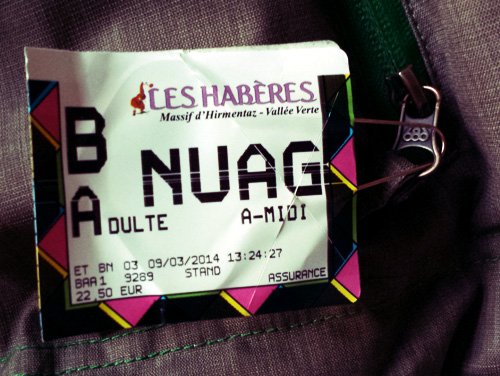 LES HABÈRES
Massif d'Hirmentaz - Vallée Verte
B NUAG
ADULTE A-MIDI
ET BN 03 09/03/2014 13:24:27
BAA1 9289 STAND ASSURANCE
22,50 EUR